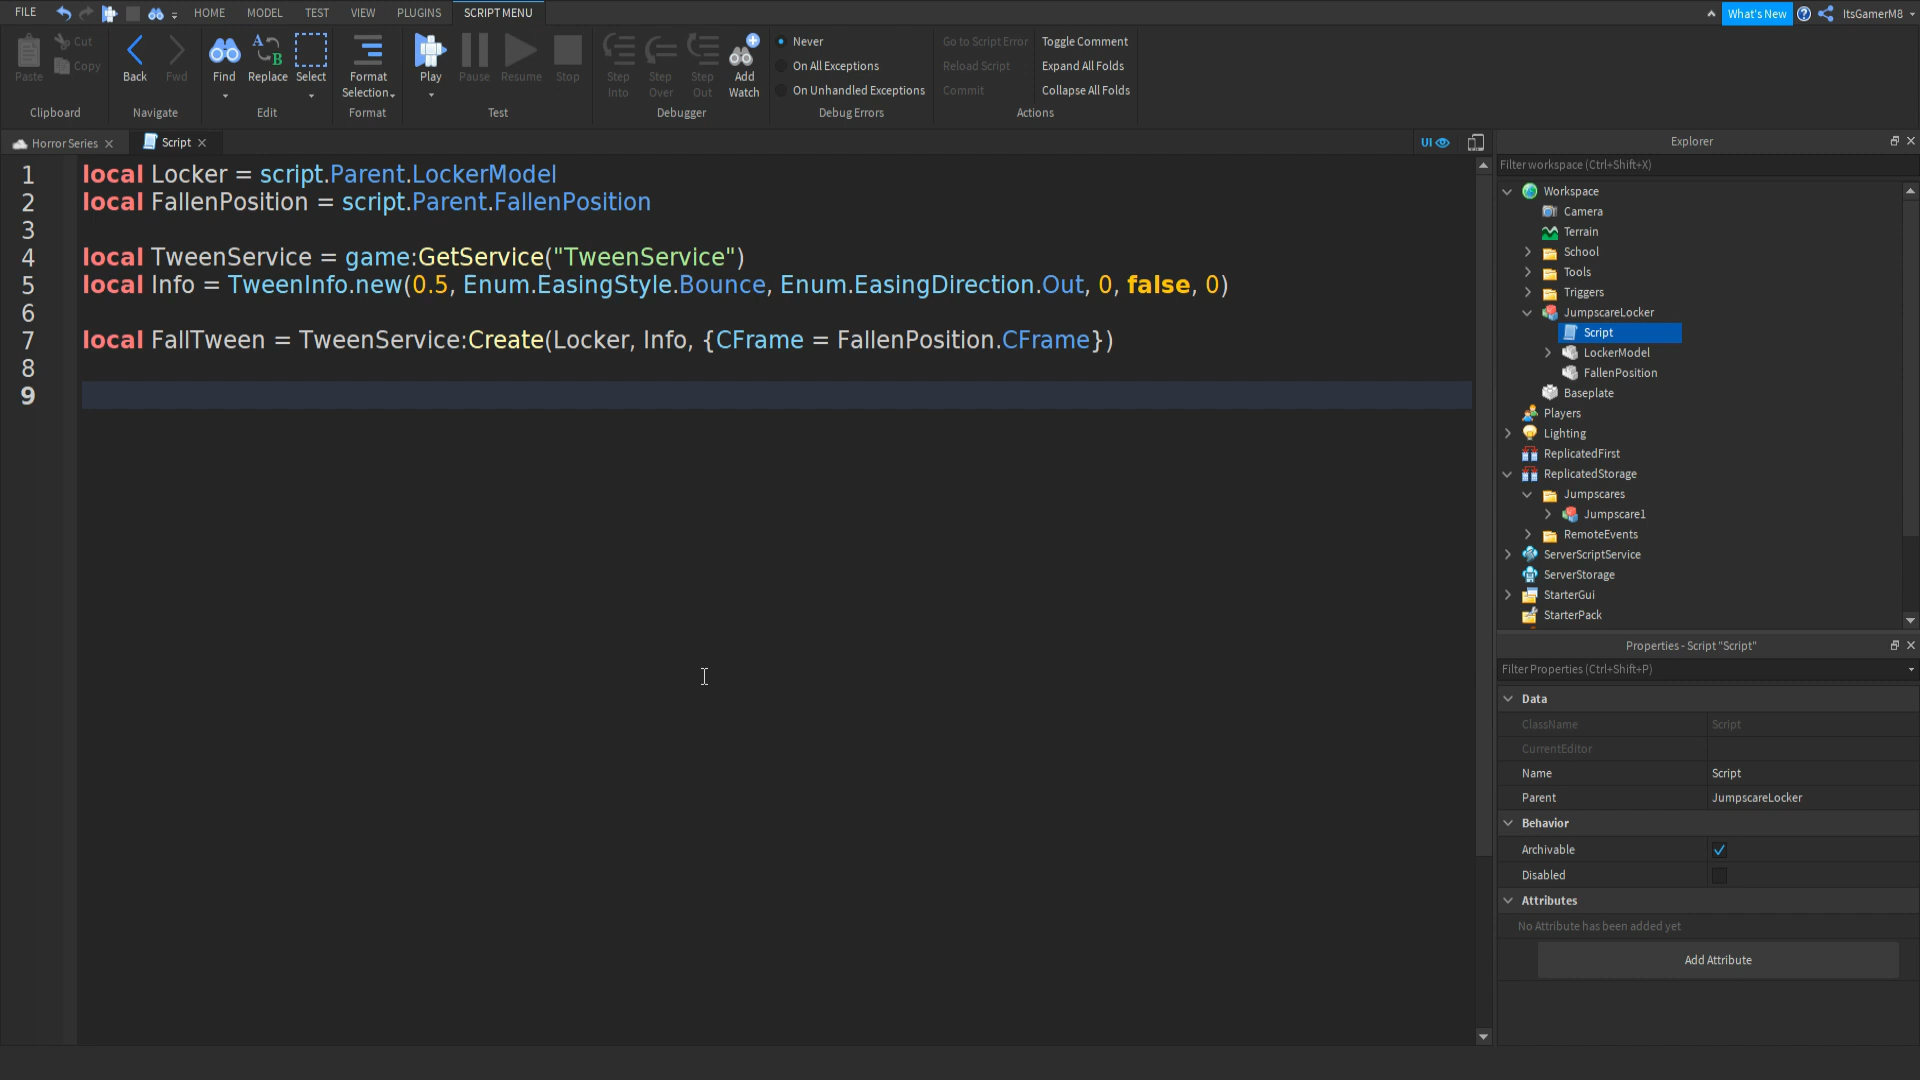 FILE HOME MODEL TEST VIEW PLUGINS SCRIPT MENU What's New ItsGamerM8
Paste Cut Copy Back Fwd Find Replace Select Format Selection Play Pause Resume Stop Step Into Step Over Step Out Add Watch
Never Go to Script Error Toggle Comment
On All Exceptions Reload Script Expand All Folds
On Unhandled Exceptions Commit Collapse All Folds
Clipboard Navigate Edit Format Test Debugger Debug Errors Actions
Horror Series Script UI Explorer
Filter workspace (Ctrl+Shift+X)
1 local Locker = script.Parent.LockerModel
2 local FallenPosition = script.Parent.FallenPosition
3
4 local TweenService = game:GetService("TweenService")
5 local Info = TweenInfo.new(0.5, Enum.EasingStyle.Bounce, Enum.EasingDirection.Out, 0, false, 0)
6
7 local FallTween = TweenService:Create(Locker, Info, {CFrame = FallenPosition.CFrame})
8
9
Workspace
Camera
Terrain
School
Tools
Triggers
JumpscareLocker
Script
LockerModel
FallenPosition
Baseplate
Players
Lighting
ReplicatedFirst
ReplicatedStorage
Jumpscares
Jumpscare1
RemoteEvents
ServerScriptService
ServerStorage
StarterGui
StarterPack
Properties - Script "Script"
Filter Properties (Ctrl+Shift+P)
Data
ClassName Script
CurrentEditor
Name Script
Parent JumpscareLocker
Behavior
Archivable
Disabled
Attributes
No Attribute has been added yet
Add Attribute